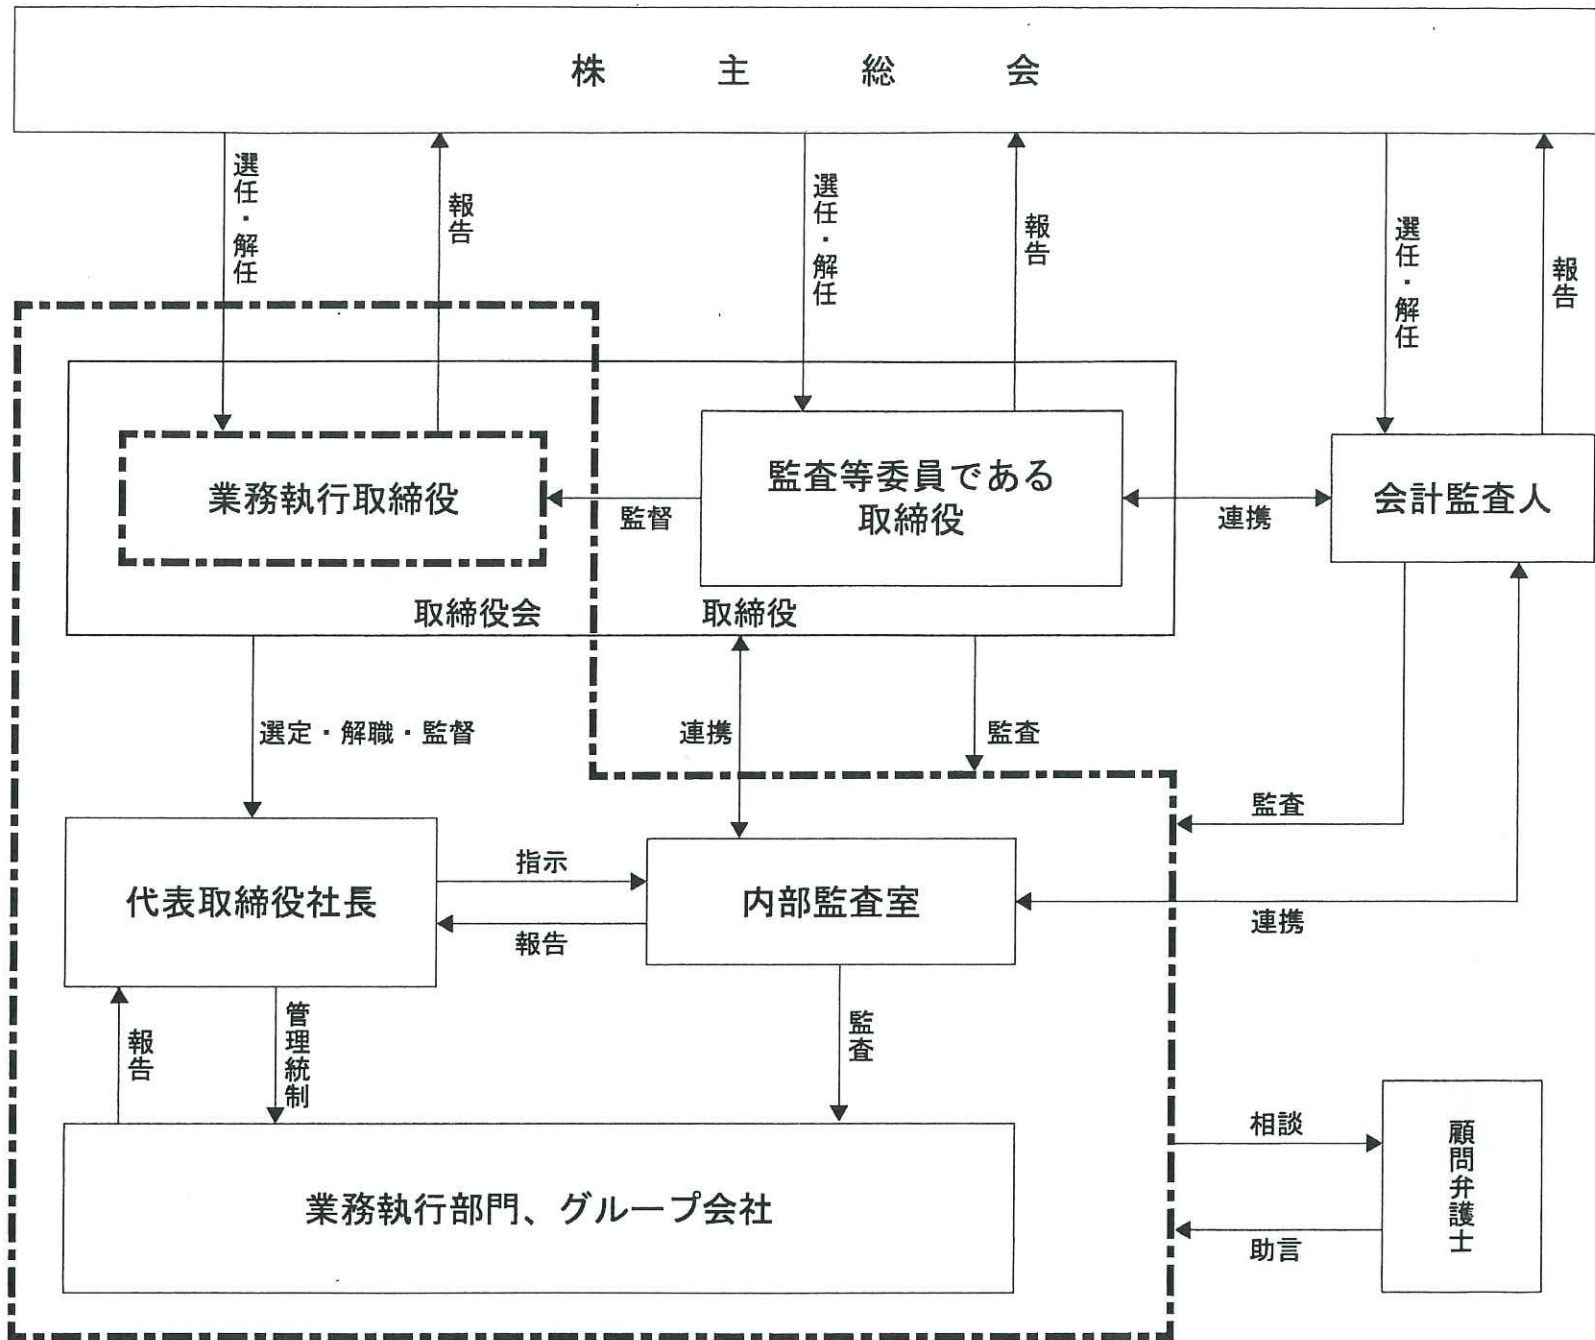 株主総会
選任・解任
報告
選任・解任
報告
選任・解任
報告
業務執行取締役
監督
監査等委員である
取締役
連携
会計監査人
取締役会
取締役
選定・解職・監督
連携
監査
監査
代表取締役社長
指示
報告
内部監査室
連携
報告
管理統制
監査
業務執行部門、グループ会社
相談
助言
顧問弁護士